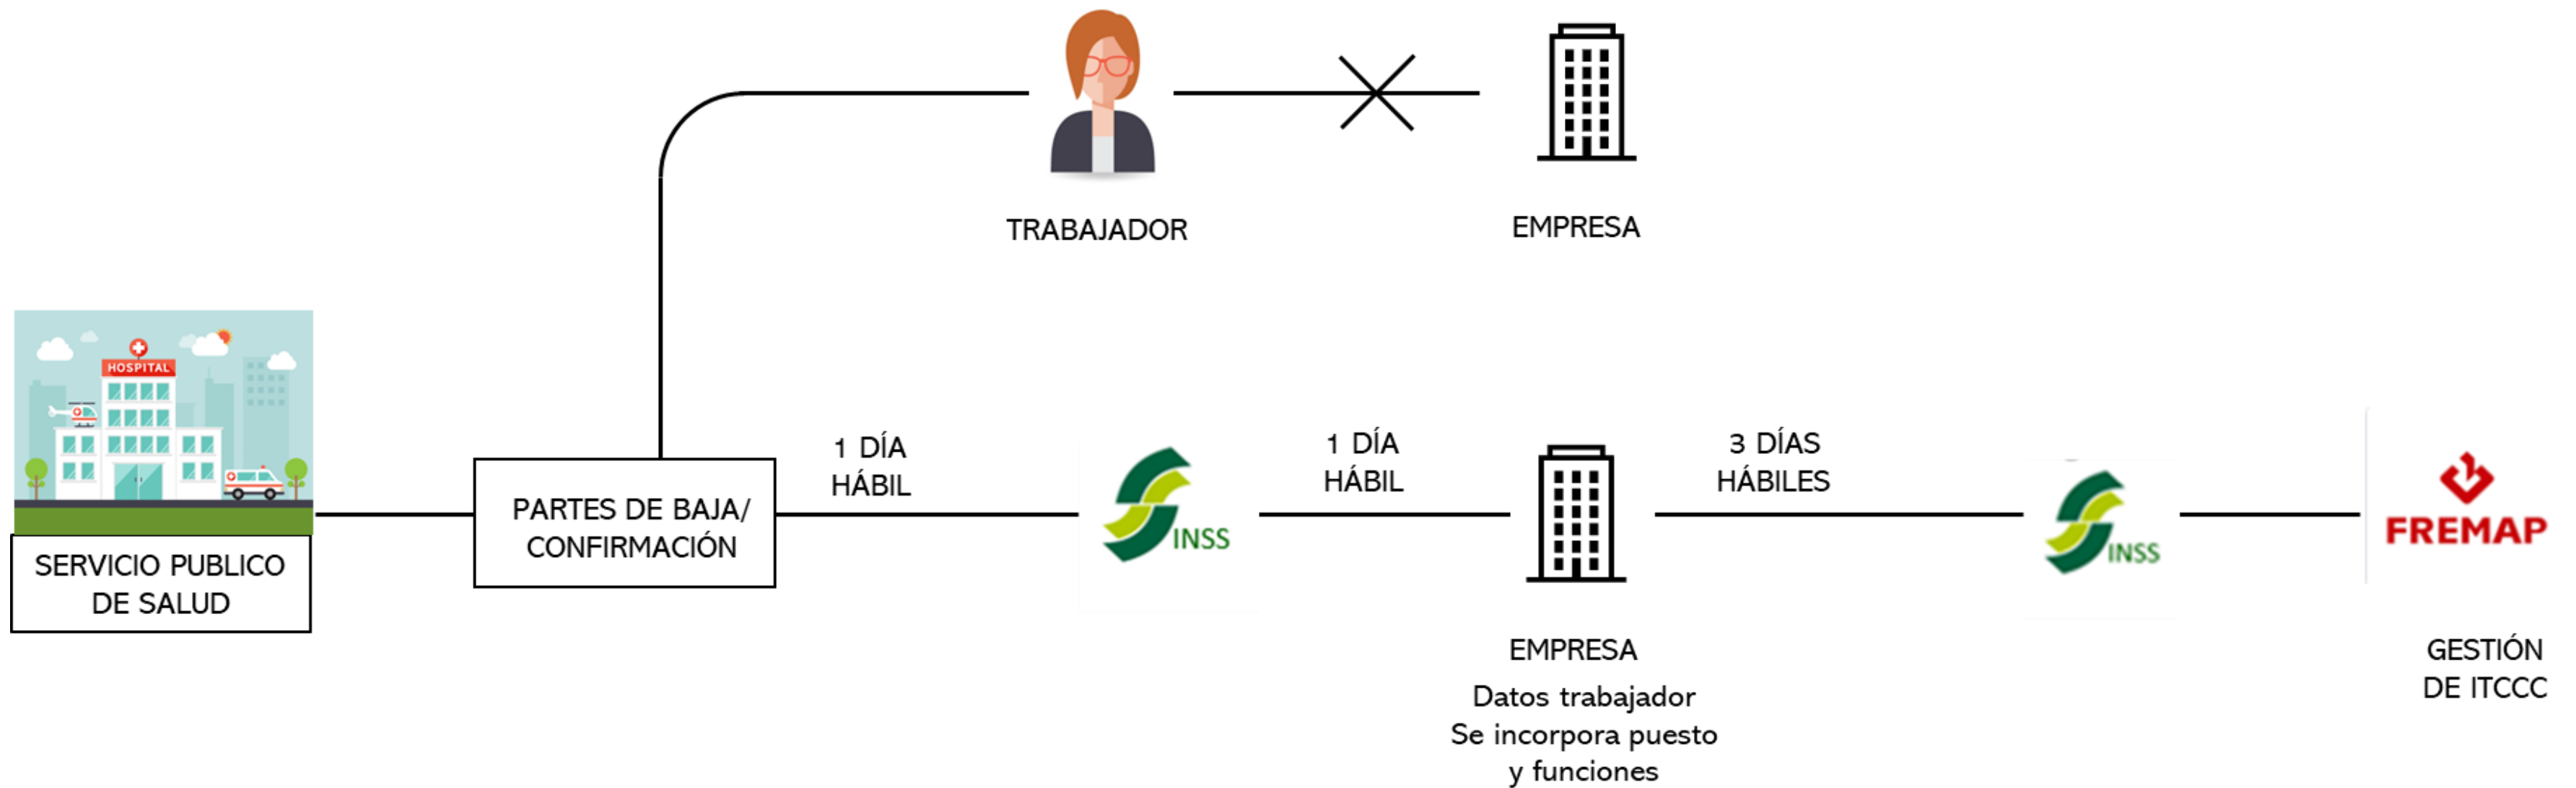 TRABAJADOR
EMPRESA
HOSPITAL
SERVICIO PUBLICO
DE SALUD
PARTES DE BAJA/
CONFIRMACIÓN
1 DÍA
HÁBIL
INSS
1 DÍA
HÁBIL
EMPRESA
Datos trabajador
Se incorpora puesto
y funciones
3 DÍAS
HÁBILES
INSS
FREMAP
GESTIÓN
DE ITCCC